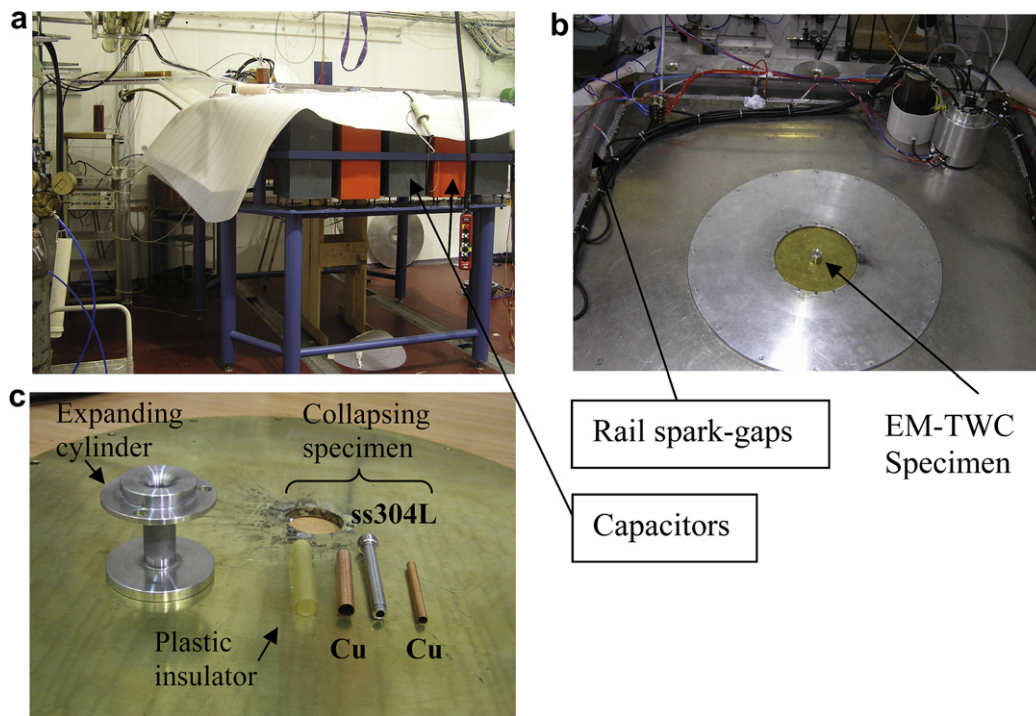 a
b
Rail spark-gaps
EM-TWC
Specimen
Capacitors
c
Expanding
cylinder
Collapsing
specimen
ss304L
Plastic
insulator
Cu
Cu